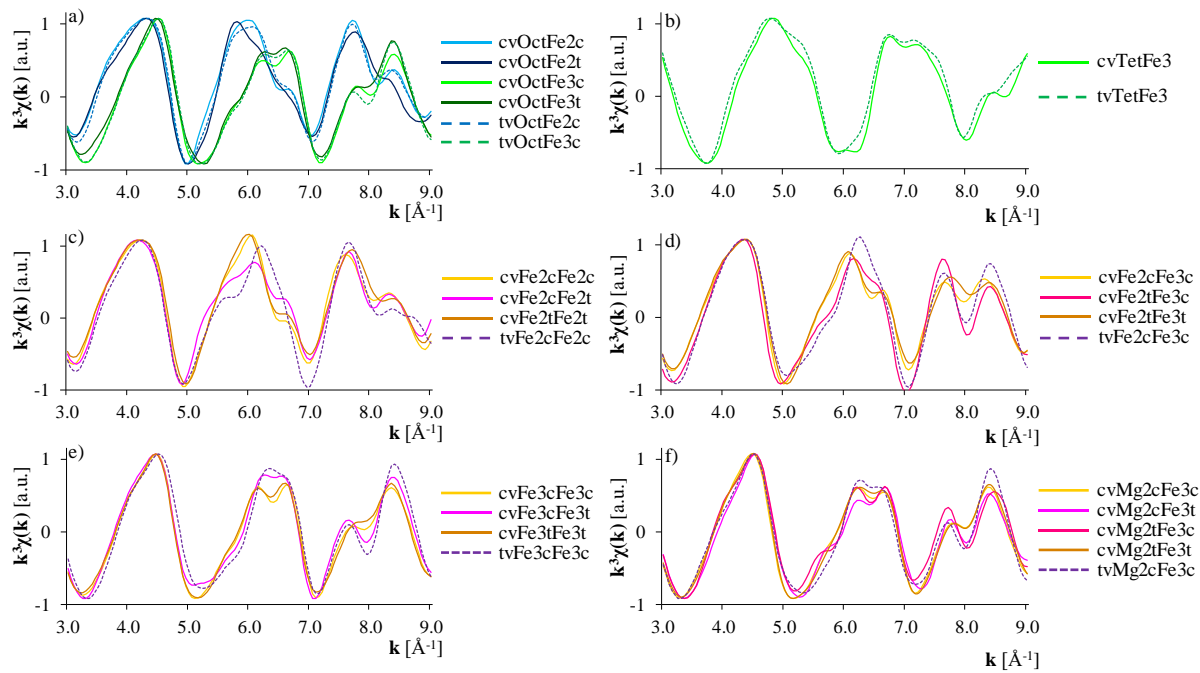 a)
k³χ(k) [a.u.]
1
0
-1
3.0 4.0 5.0 6.0 7.0 8.0 9.0
k [Å⁻¹]
cvOctFe2c
cvOctFe2t
cvOctFe3c
cvOctFe3t
tvOctFe2c
tvOctFe3c
b)
k³χ(k) [a.u.]
1
0
-1
3.0 4.0 5.0 6.0 7.0 8.0 9.0
k [Å⁻¹]
cvTetFe3
tvTetFe3
c)
k³χ(k) [a.u.]
1
0
-1
3.0 4.0 5.0 6.0 7.0 8.0 9.0
k [Å⁻¹]
cvFe2cFe2c
cvFe2cFe2t
cvFe2tFe2t
tvFe2cFe2c
d)
k³χ(k) [a.u.]
1
0
-1
3.0 4.0 5.0 6.0 7.0 8.0 9.0
k [Å⁻¹]
cvFe2cFe3c
cvFe2tFe3c
cvFe2tFe3t
tvFe2cFe3c
e)
k³χ(k) [a.u.]
1
0
-1
3.0 4.0 5.0 6.0 7.0 8.0 9.0
k [Å⁻¹]
cvFe3cFe3c
cvFe3cFe3t
cvFe3tFe3t
tvFe3cFe3c
f)
k³χ(k) [a.u.]
1
0
-1
3.0 4.0 5.0 6.0 7.0 8.0 9.0
k [Å⁻¹]
cvMg2cFe3c
cvMg2cFe3t
cvMg2tFe3c
cvMg2tFe3t
tvMg2cFe3c